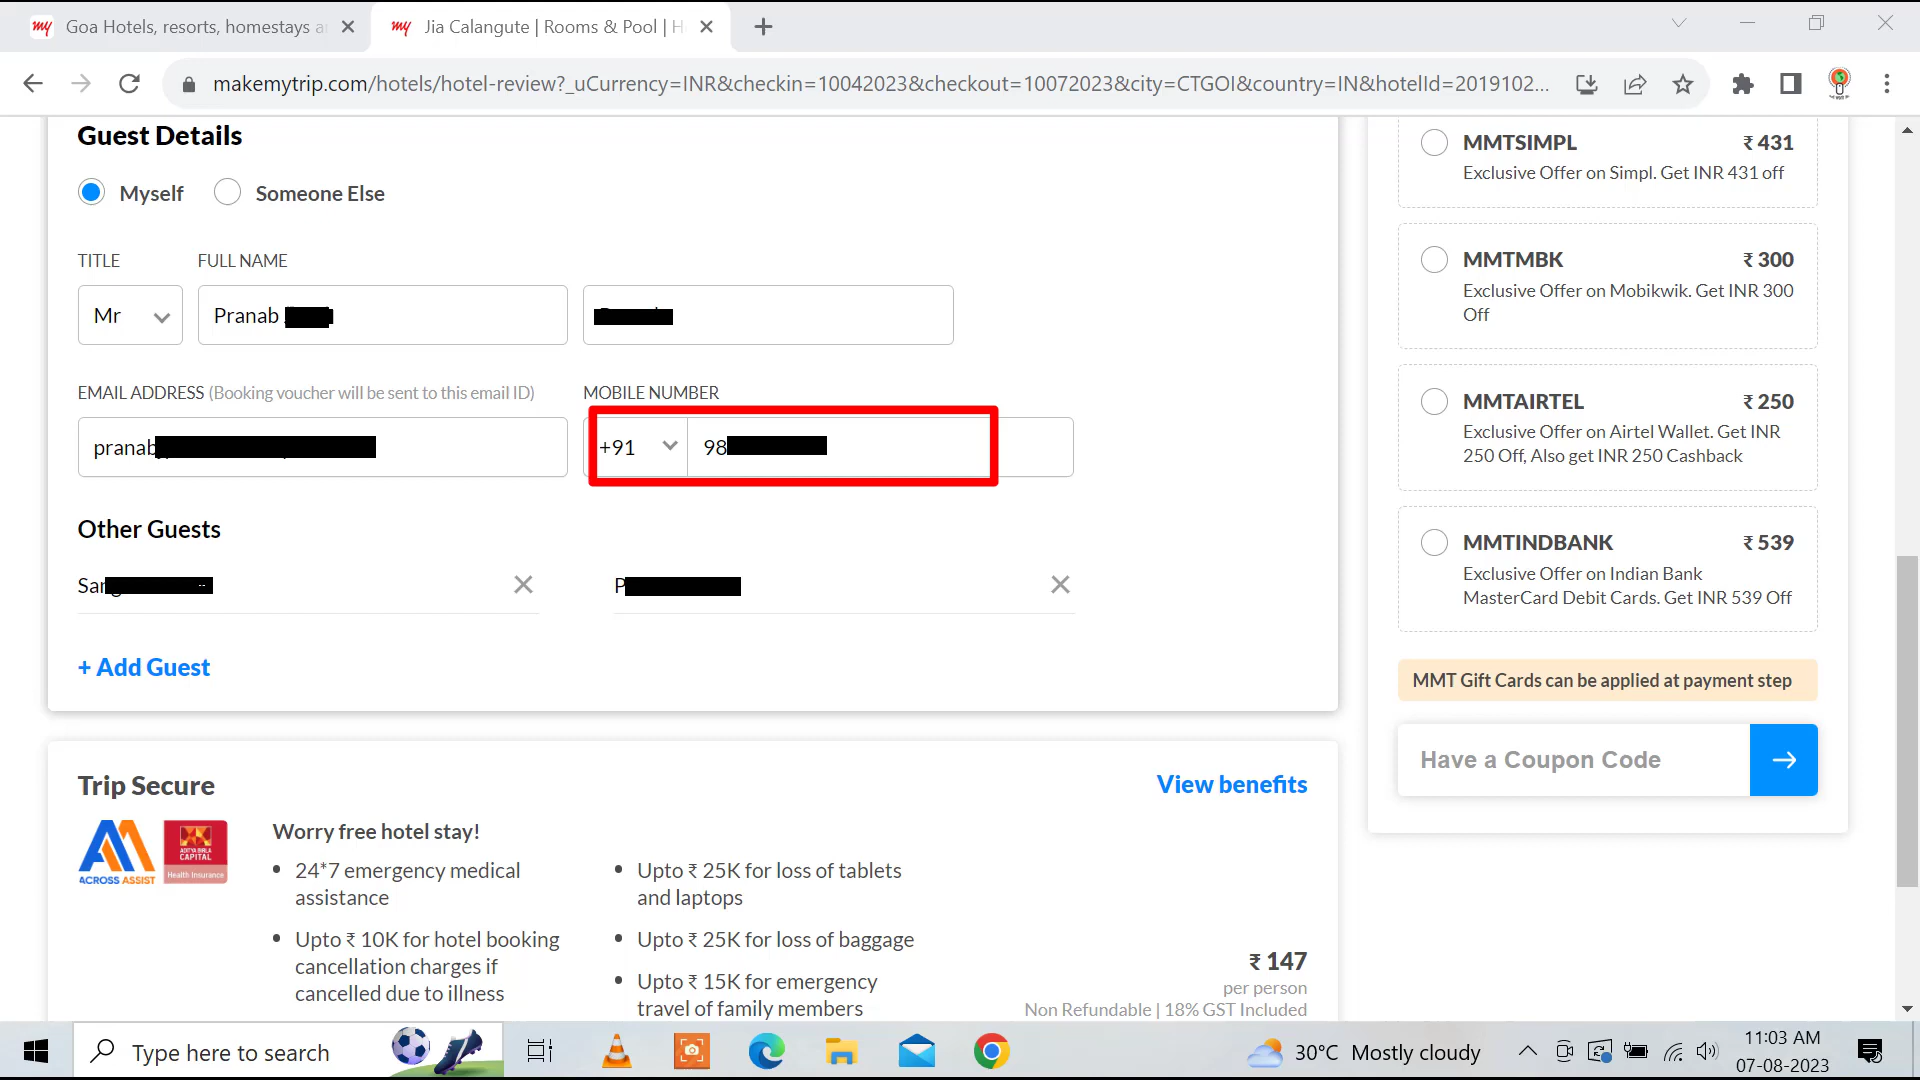 Goa Hotels, resorts, homestays a
Jia Calangute | Rooms & Pool | H
makemytrip.com/hotels/hotel-review?_uCurrency=INR&checkin=10042023&checkout=10072023&city=CTGOI&country=IN&hotelId=2019102...
Guest Details
Myself
Someone Else
TITLE
FULL NAME
Mr
Pranab
EMAIL ADDRESS (Booking voucher will be sent to this email ID)
MOBILE NUMBER
pranab
+91
98
Other Guests
San
P
+ Add Guest
Trip Secure
View benefits
ACROSS ASSIST
ADITYA BIRLA
CAPITAL
Health Insurance
Worry free hotel stay!
24*7 emergency medical
assistance
Upto ₹ 10K for hotel booking
cancellation charges if
cancelled due to illness
Upto ₹ 25K for loss of tablets
and laptops
Upto ₹ 25K for loss of baggage
Upto ₹ 15K for emergency
travel of family members
₹ 147
per person
Non Refundable | 18% GST Included
MMTSIMPL ₹ 431
Exclusive Offer on Simpl. Get INR 431 off
MMTMBK ₹ 300
Exclusive Offer on Mobikwik. Get INR 300
Off
MMTAIRTEL ₹ 250
Exclusive Offer on Airtel Wallet. Get INR
250 Off, Also get INR 250 Cashback
MMTINDBANK ₹ 539
Exclusive Offer on Indian Bank
MasterCard Debit Cards. Get INR 539 Off
MMT Gift Cards can be applied at payment step
Have a Coupon Code
Type here to search
30°C Mostly cloudy
11:03 AM
07-08-2023